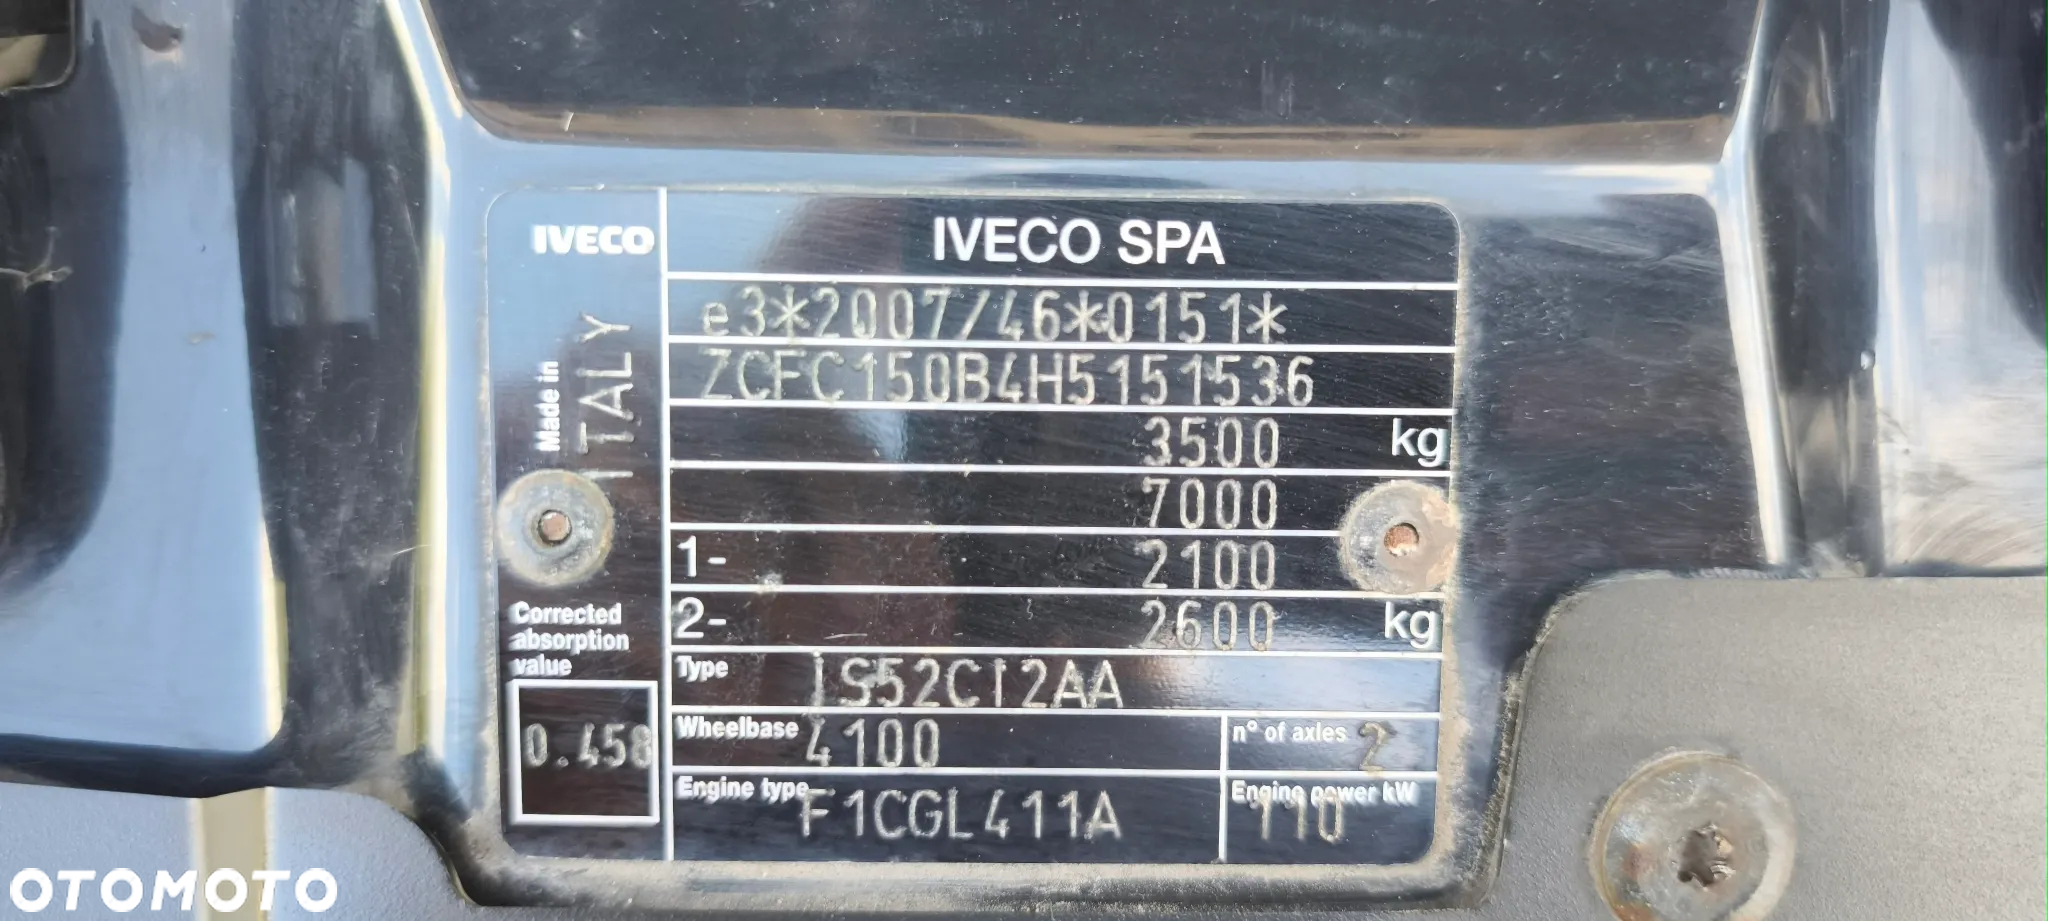 IVECO
IVECO SPA
Made in
ITALY
e3*2007/46*0151*
ZCFC150B4H5151536
3500 kg
7000
1- 2100
2- 2600 kg
Corrected
absorption
value
0.458
Type IS52CI2AA
Wheelbase 4100
n° of axles 2
Engine type F1CGL411A
Engine power kW 110
OTOMOTO